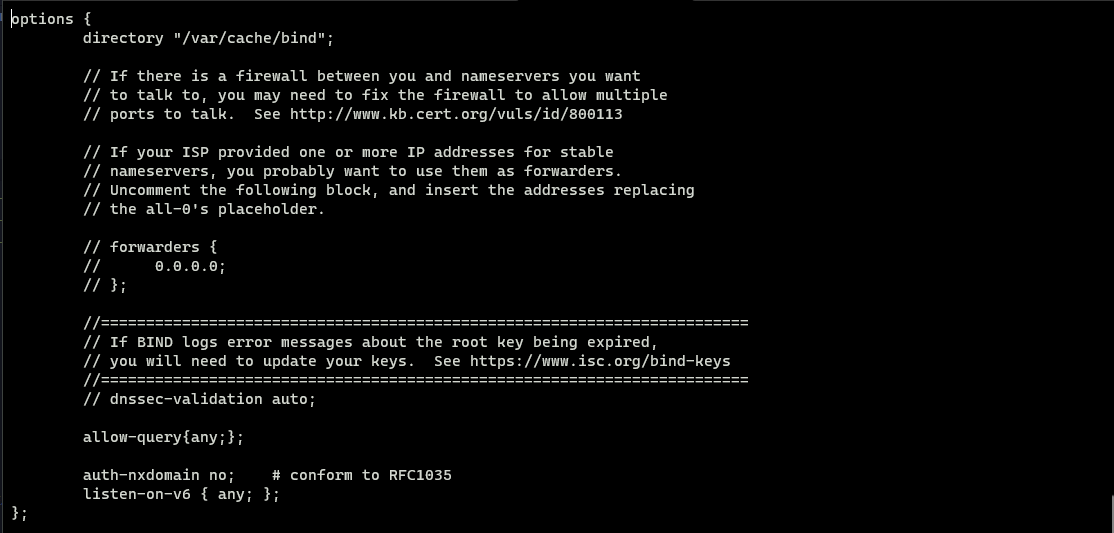 options {
        directory "/var/cache/bind";

        // If there is a firewall between you and nameservers you want
        // to talk to, you may need to fix the firewall to allow multiple
        // ports to talk.  See http://www.kb.cert.org/vuls/id/800113

        // If your ISP provided one or more IP addresses for stable
        // nameservers, you probably want to use them as forwarders.
        // Uncomment the following block, and insert the addresses replacing
        // the all-0's placeholder.

        // forwarders {
        //      0.0.0.0;
        // };

        //========================================================================
        // If BIND logs error messages about the root key being expired,
        // you will need to update your keys.  See https://www.isc.org/bind-keys
        //========================================================================
        // dnssec-validation auto;

        allow-query{any;};

        auth-nxdomain no;    # conform to RFC1035
        listen-on-v6 { any; };
};